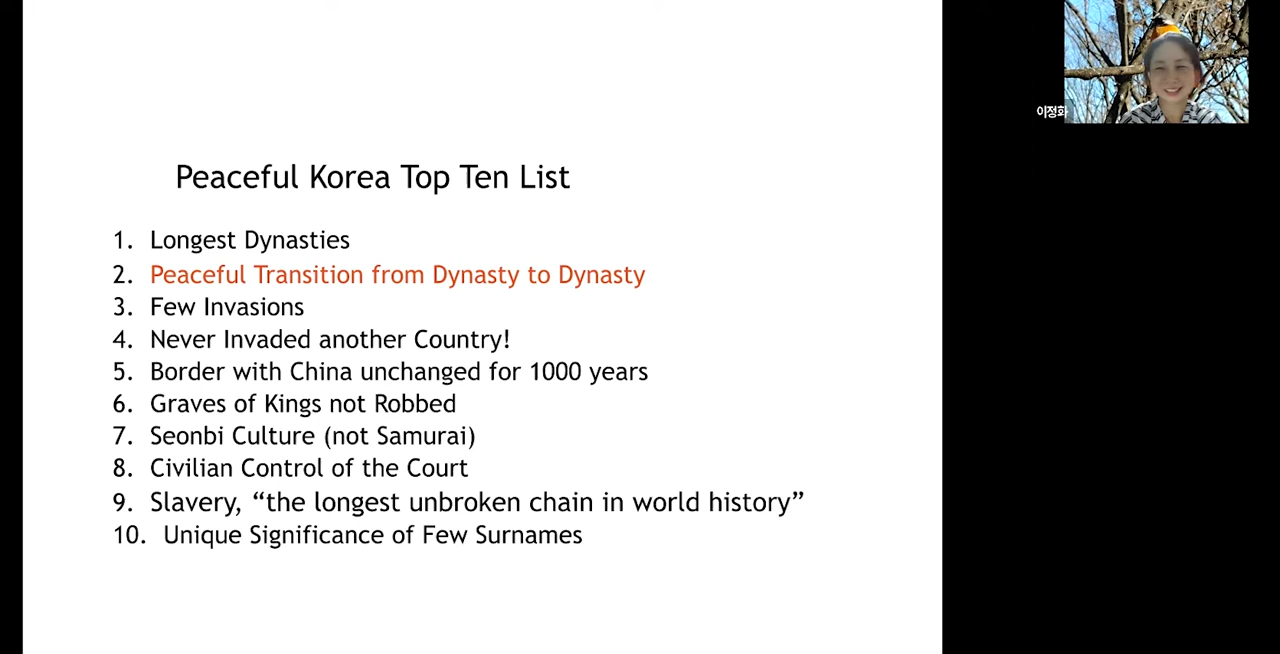 Peaceful Korea Top Ten List
1. Longest Dynasties
2. Peaceful Transition from Dynasty to Dynasty
3. Few Invasions
4. Never Invaded another Country!
5. Border with China unchanged for 1000 years
6. Graves of Kings not Robbed
7. Seonbi Culture (not Samurai)
8. Civilian Control of the Court
9. Slavery, “the longest unbroken chain in world history”
10. Unique Significance of Few Surnames
이정화